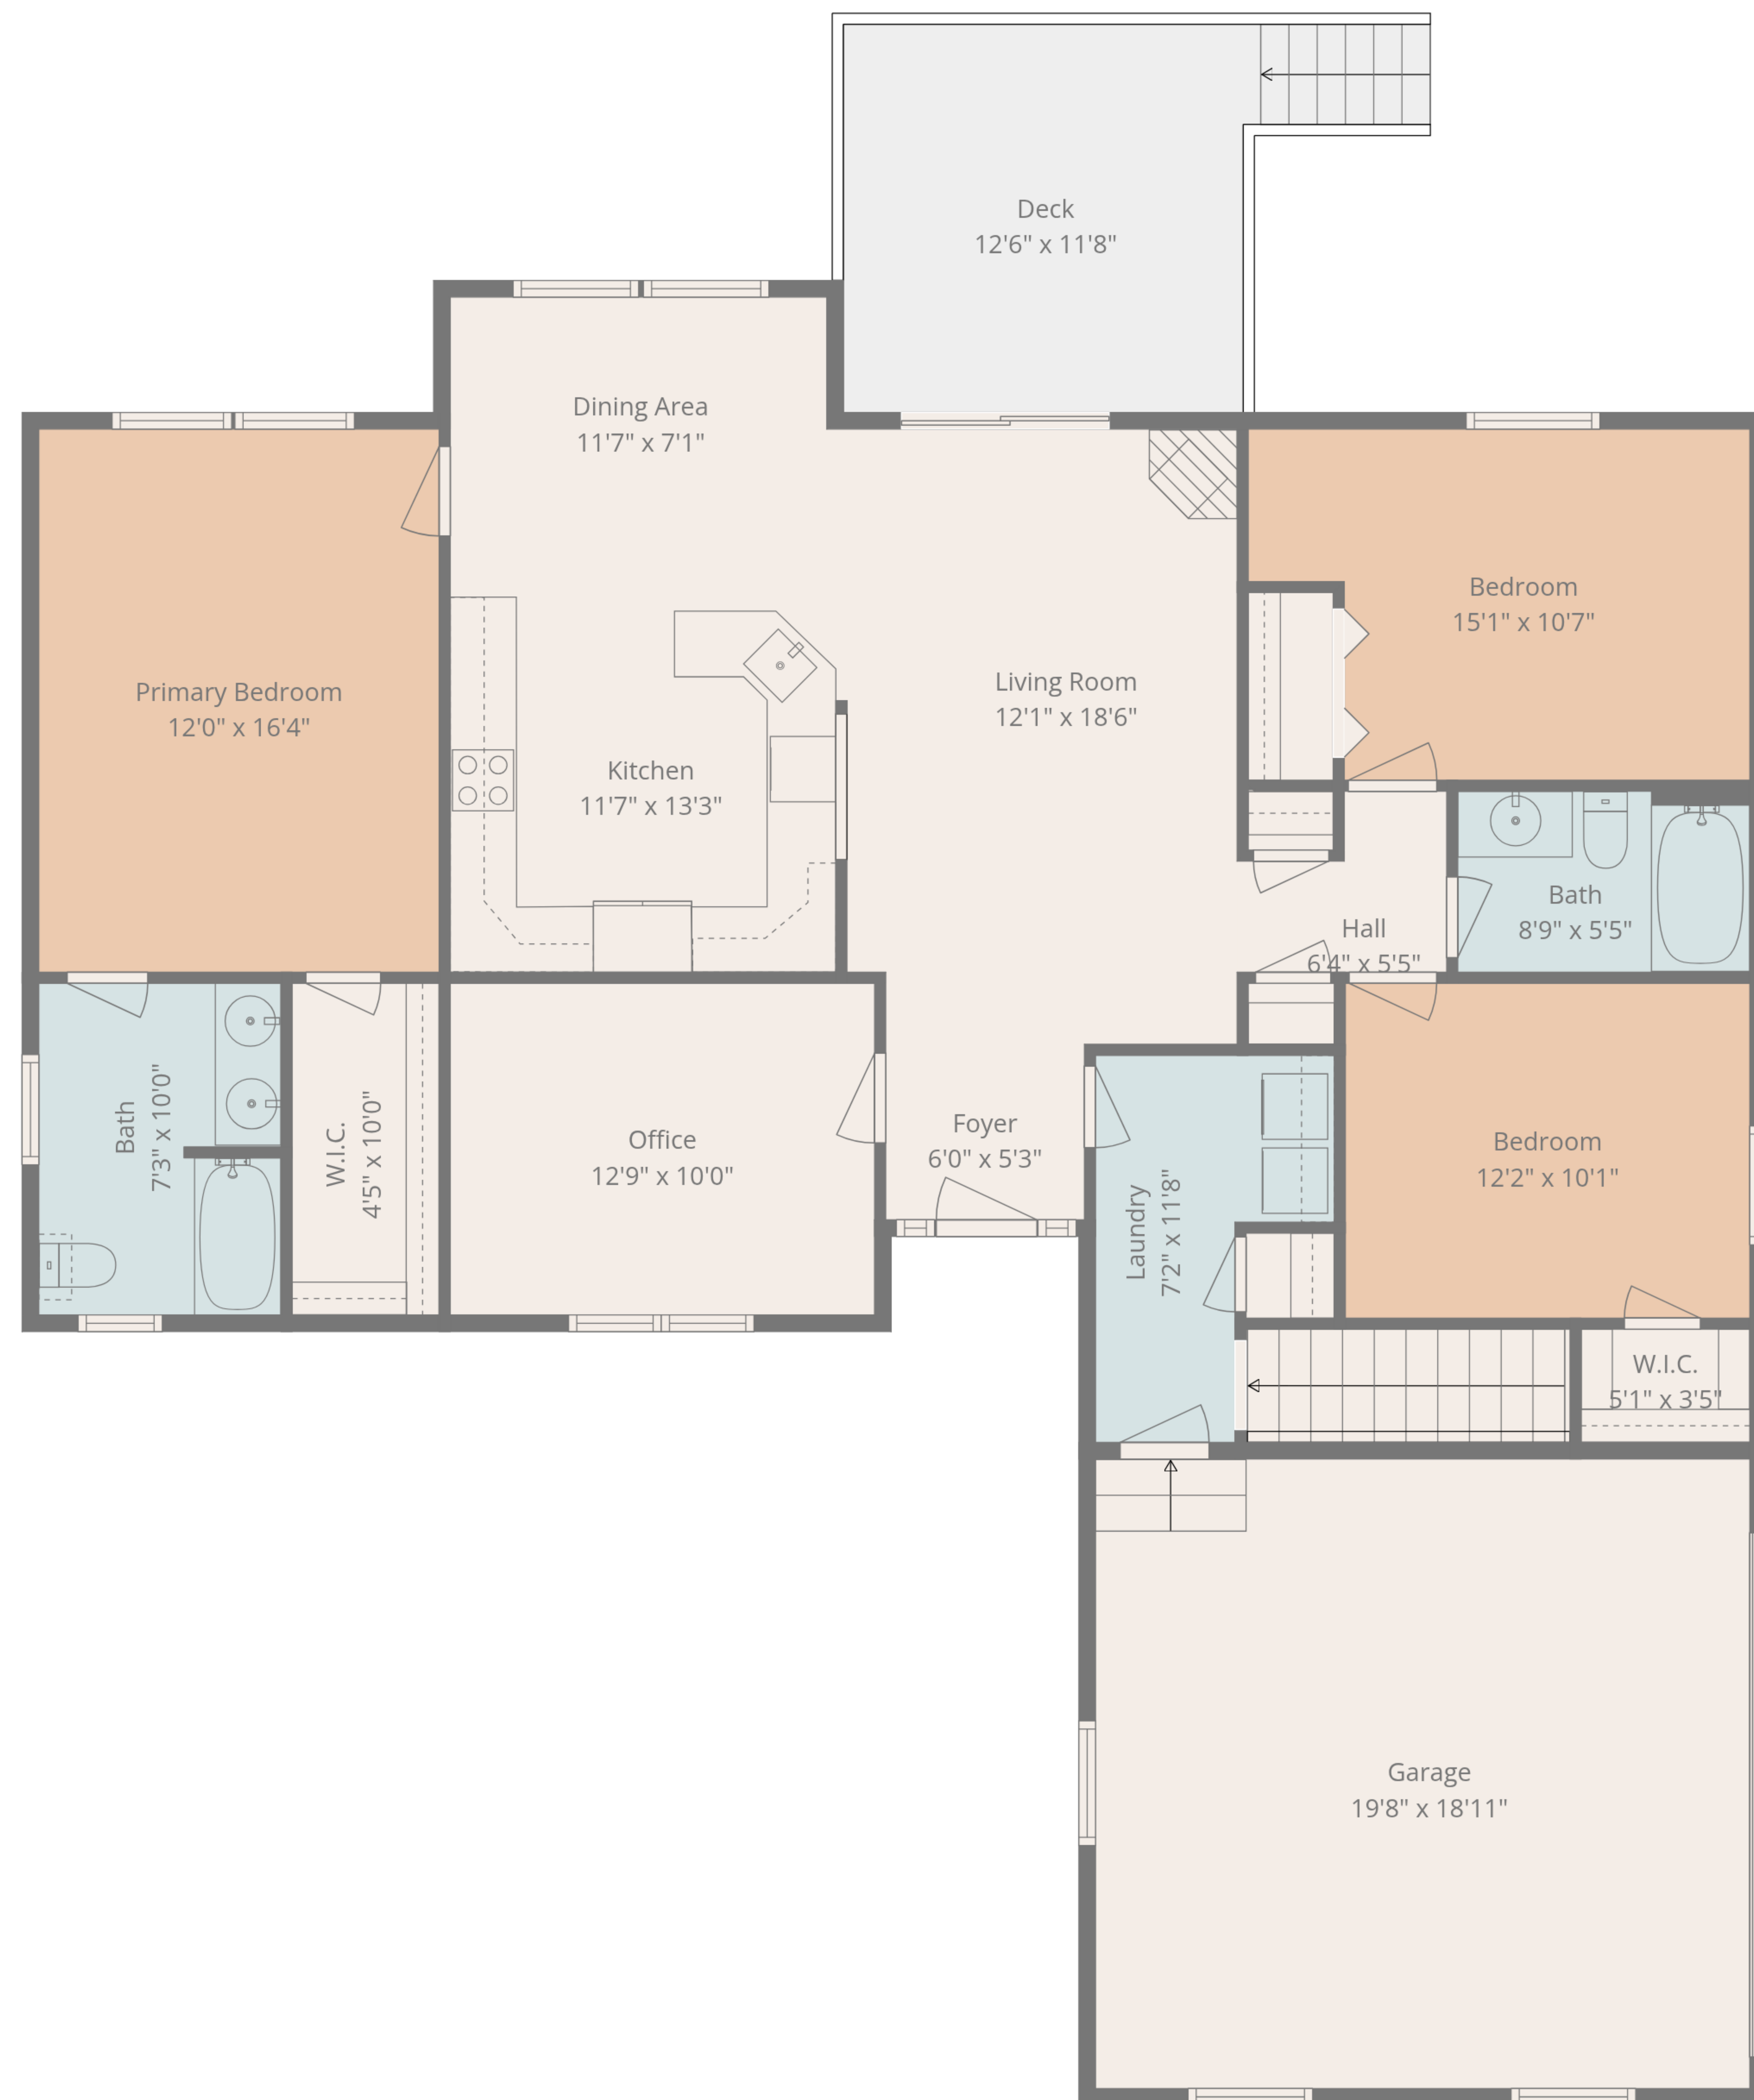 Deck
12'6" x 11'8"
Dining Area
11'7" x 7'1"
Bedroom
15'1" x 10'7"
Primary Bedroom
12'0" x 16'4"
Living Room
12'1" x 18'6"
Kitchen
11'7" x 13'3"
Bath
8'9" x 5'5"
Hall
6'4" x 5'5"
Bath
7'3" x 10'0"
W.I.C.
4'5" x 10'0"
Office
12'9" x 10'0"
Foyer
6'0" x 5'3"
Laundry
7'2" x 11'8"
Bedroom
12'2" x 10'1"
W.I.C.
5'1" x 3'5"
Garage
19'8" x 18'11"